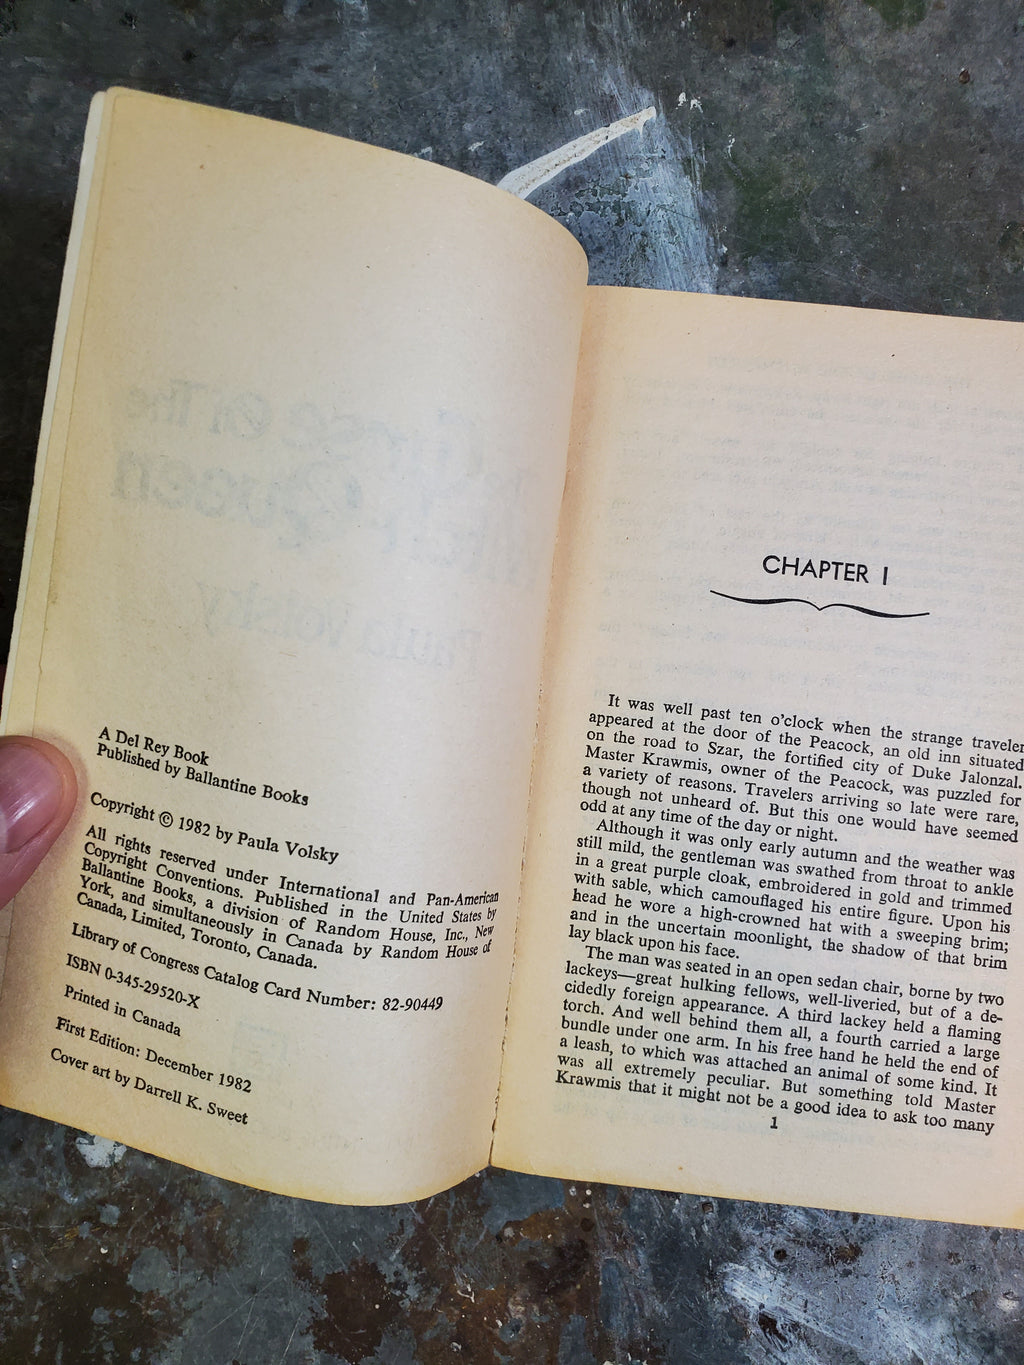 A Del Rey Book
Published by Ballantine Books
Copyright © 1982 by Paula Volsky
All rights reserved under International and Pan-American
Copyright Conventions. Published in the United States by
Ballantine Books, a division of Random House, Inc., New
York, and simultaneously in Canada by Random House of
Canada, Limited, Toronto, Canada.
Library of Congress Catalog Card Number: 82-90449
ISBN 0-345-29520-X
Printed in Canada
First Edition: December 1982
Cover art by Darrell K. Sweet
CHAPTER I
It was well past ten o'clock when the strange traveler
appeared at the door of the Peacock, an old inn situated
on the road to Szar, the fortified city of Duke Jalonzal.
Master Krawmis, owner of the Peacock, was puzzled for
a variety of reasons. Travelers arriving so late were rare,
though not unheard of. But this one would have seemed
odd at any time of the day or night.
Although it was only early autumn and the weather was
still mild, the gentleman was swathed from throat to ankle
in a great purple cloak, embroidered in gold and trimmed
with sable, which camouflaged his entire figure. Upon his
head he wore a high-crowned hat with a sweeping brim;
and in the uncertain moonlight, the shadow of that brim
lay black upon his face.
The man was seated in an open sedan chair, borne by two
lackeys—great hulking fellows, well-liveried, but of a de-
cidedly foreign appearance. A third lackey held a flaming
torch. And well behind them all, a fourth carried a large
bundle under one arm. In his free hand he held the end of
a leash, to which was attached an animal of some kind. It
was all extremely peculiar. But something told Master
Krawmis that it might not be a good idea to ask too many
1